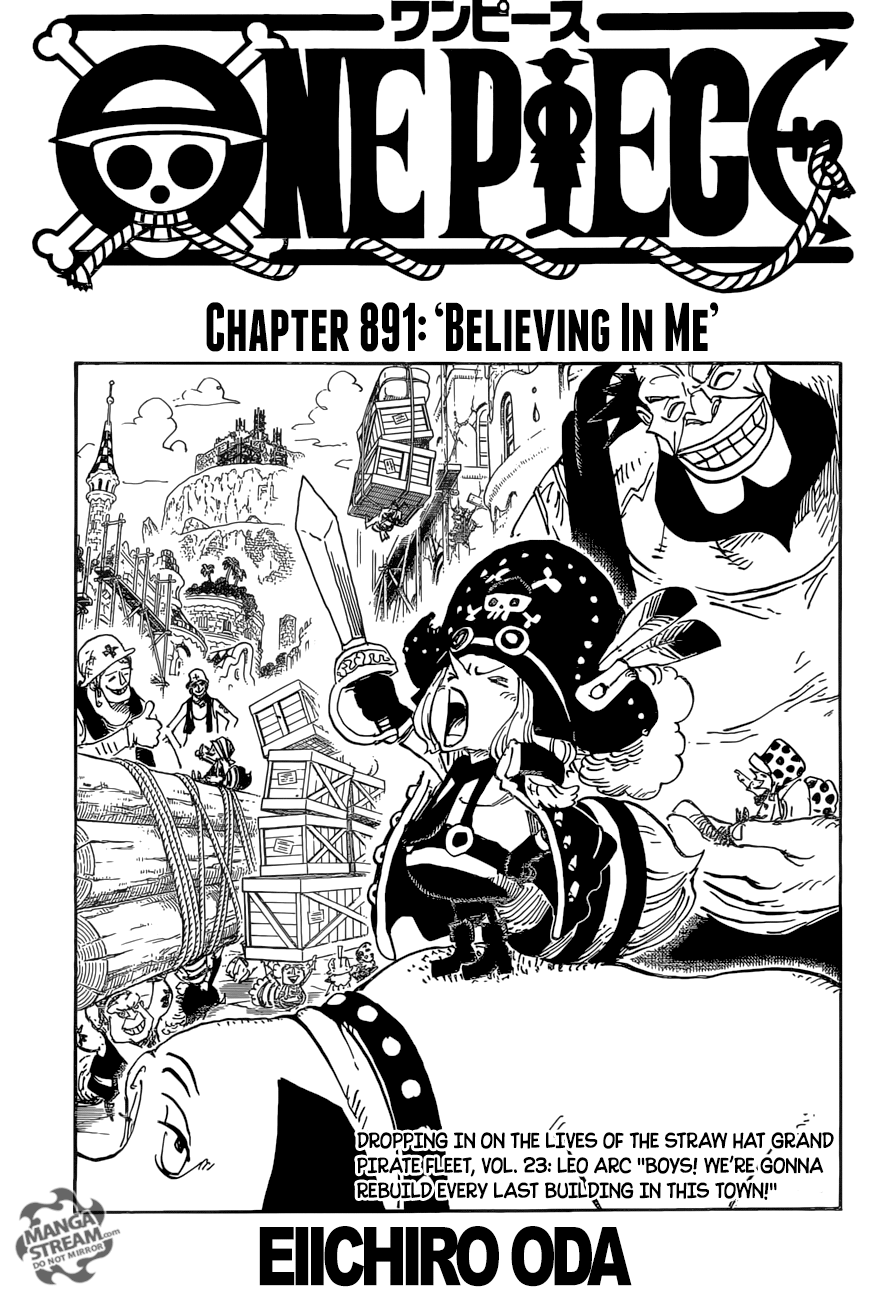 ワンピース
ONE PIECE
CHAPTER 891: ‘BELIEVING IN ME’
DROPPING IN ON THE LIVES OF THE STRAW HAT GRAND
PIRATE FLEET, VOL. 23: LEO ARC "BOYS! WE'RE GONNA
REBUILD EVERY LAST BUILDING IN THIS TOWN!"
MANGA
STREAM.com
DO NOT MIRROR
EIICHIRO ODA